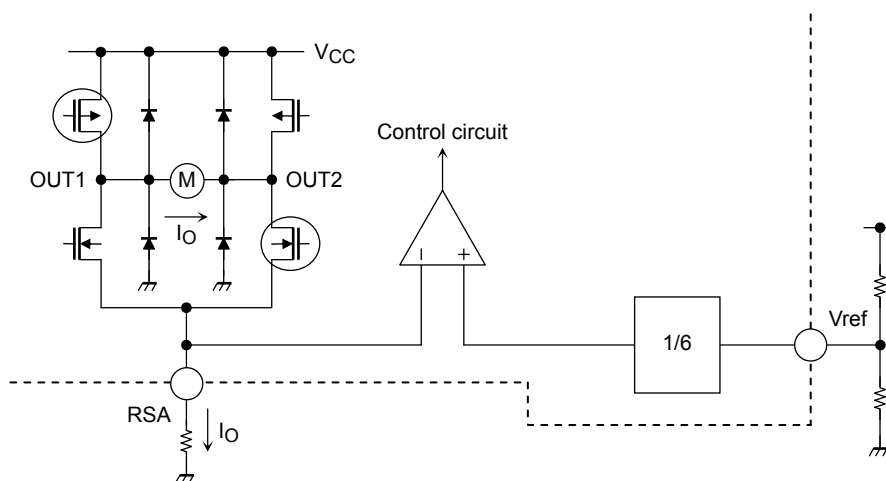 VCC
Control circuit
OUT1
M
OUT2
IO
Vref
1/6
RSA
IO